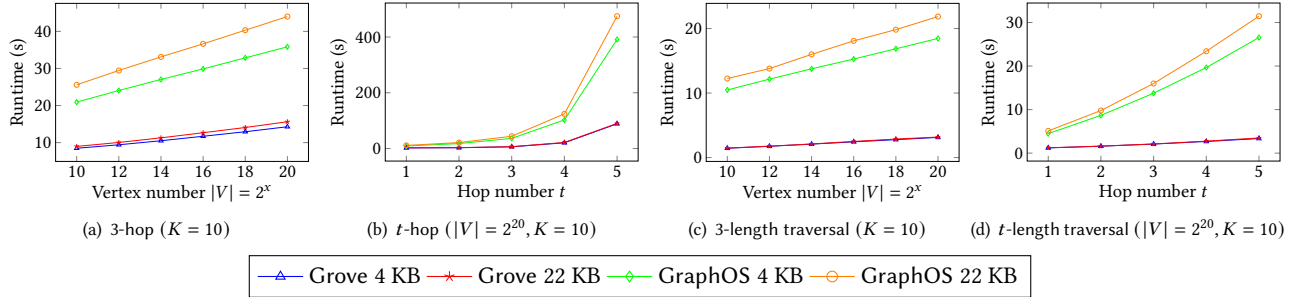 40
30
20
10
Runtime (s)
10 12 14 16 18 20
Vertex number |V| = 2^x
(a) 3-hop (K = 10)
400
200
0
Runtime (s)
1 2 3 4 5
Hop number t
(b) t-hop (|V| = 2^20, K = 10)
20
10
0
Runtime (s)
10 12 14 16 18 20
Vertex number |V| = 2^x
(c) 3-length traversal (K = 10)
30
20
10
0
Runtime (s)
1 2 3 4 5
Hop number t
(d) t-length traversal (|V| = 2^20, K = 10)
Grove 4 KB Grove 22 KB GraphOS 4 KB GraphOS 22 KB